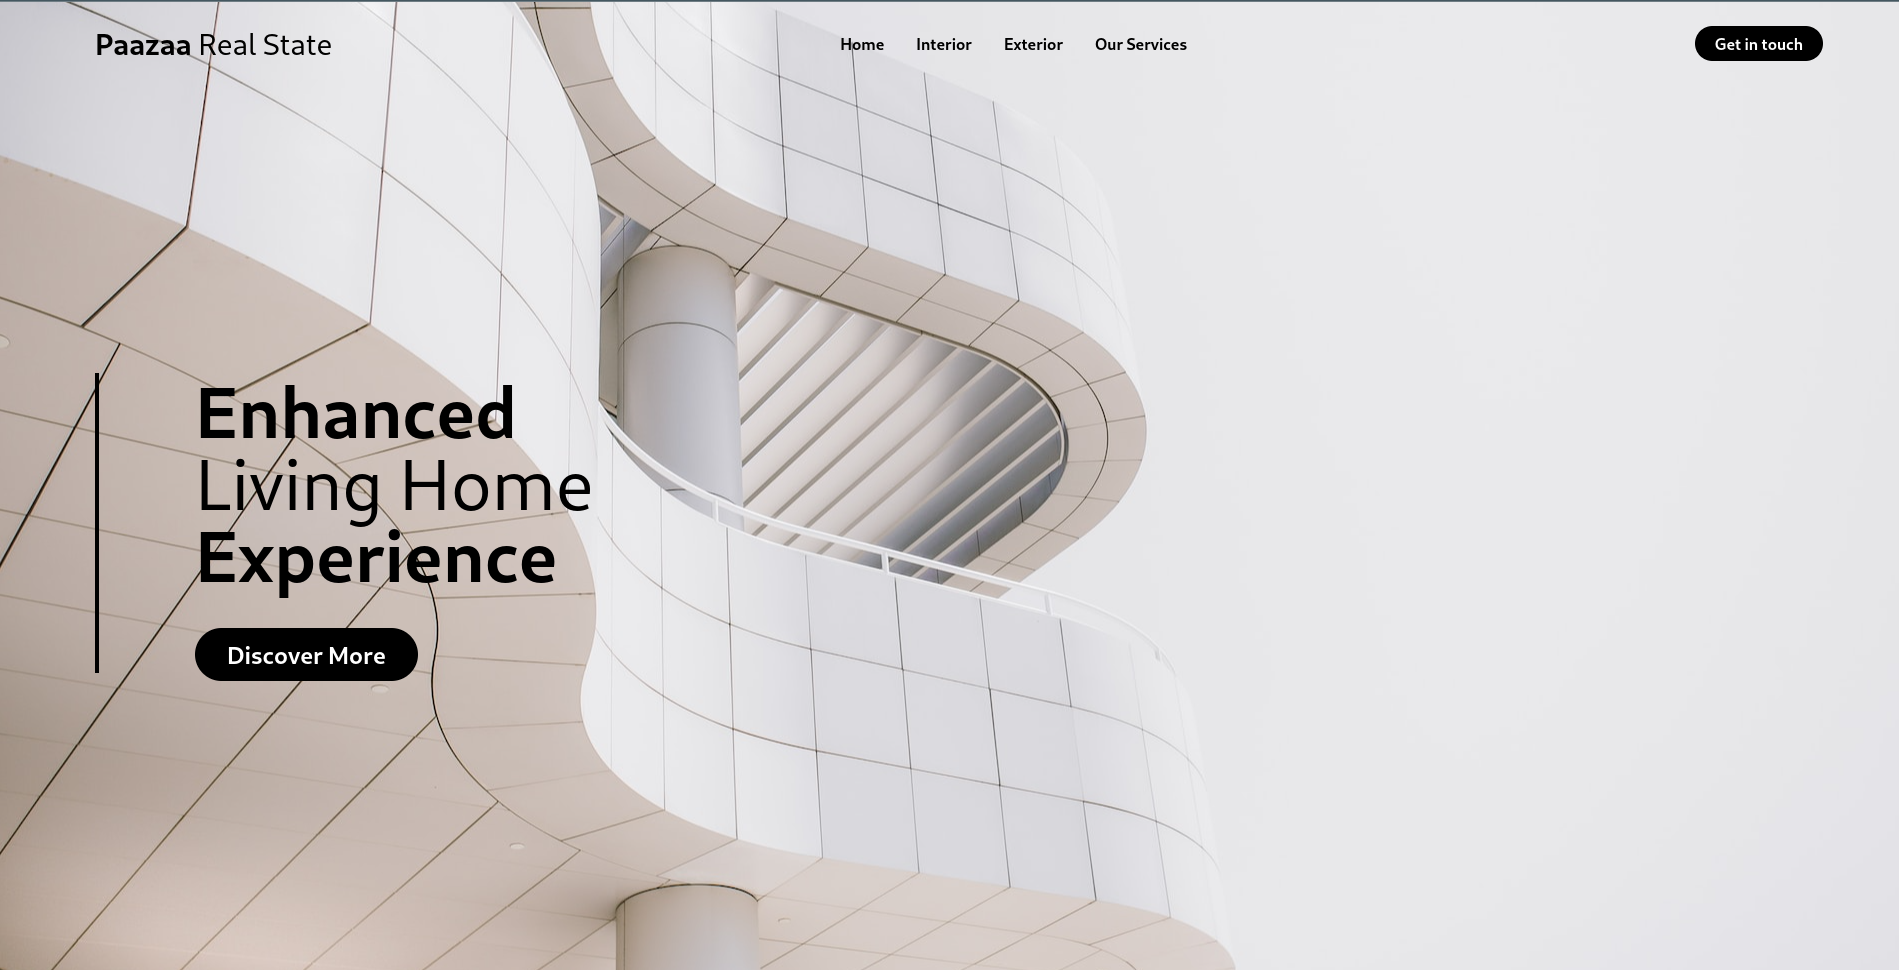 Paazaa Real State
Home Interior Exterior Our Services
Get in touch
Enhanced
Living Home
Experience
Discover More